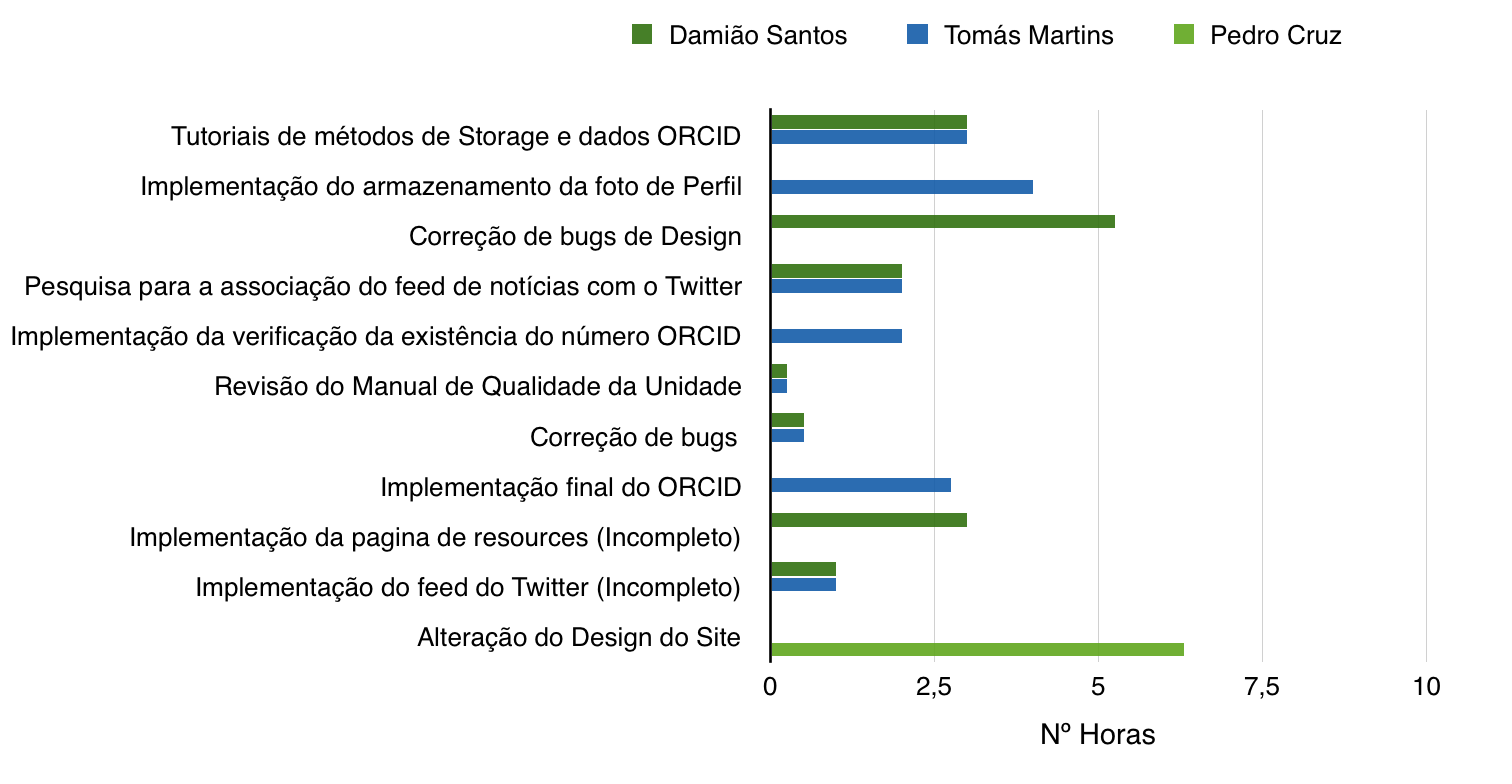 Damião Santos Tomás Martins Pedro Cruz
Tutoriais de métodos de Storage e dados ORCID
Implementação do armazenamento da foto de Perfil
Correção de bugs de Design
Pesquisa para a associação do feed de notícias com o Twitter
Implementação da verificação da existência do número ORCID
Revisão do Manual de Qualidade da Unidade
Correção de bugs
Implementação final do ORCID
Implementação da pagina de resources (Incompleto)
Implementação do feed do Twitter (Incompleto)
Alteração do Design do Site
0 2,5 5 7,5 10
Nº Horas